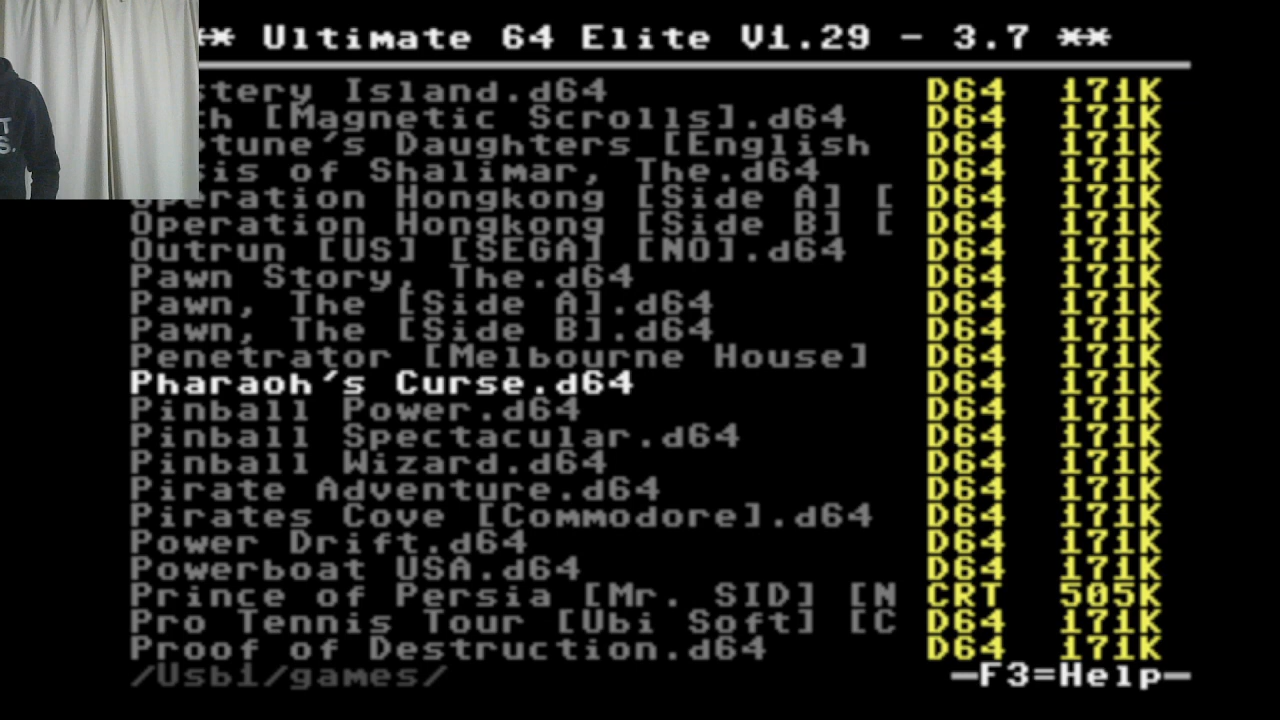 ** Ultimate 64 Elite V1.29 - 3.7 **
stery Island.d64 D64 171K
th [Magnetic Scrolls].d64 D64 171K
ptune's Daughters [English D64 171K
sis of Shalimar, The.d64 D64 171K
Operation Hongkong [Side A] [ D64 171K
Operation Hongkong [Side B] [ D64 171K
Outrun [US] [SEGA] [NO].d64 D64 171K
Pawn Story, The.d64 D64 171K
Pawn, The [Side A].d64 D64 171K
Pawn, The [Side B].d64 D64 171K
Penetrator [Melbourne House] D64 171K
Pharaoh's Curse.d64 D64 171K
Pinball Power.d64 D64 171K
Pinball Spectacular.d64 D64 171K
Pinball Wizard.d64 D64 171K
Pirate Adventure.d64 D64 171K
Pirates Cove [Commodore].d64 D64 171K
Power Drift.d64 D64 171K
Powerboat USA.d64 D64 171K
Prince of Persia [Mr. SID] [N CRT 505K
Pro Tennis Tour [Ubi Soft] [C D64 171K
Proof of Destruction.d64 D64 171K
/Usb1/games/ F3=Help